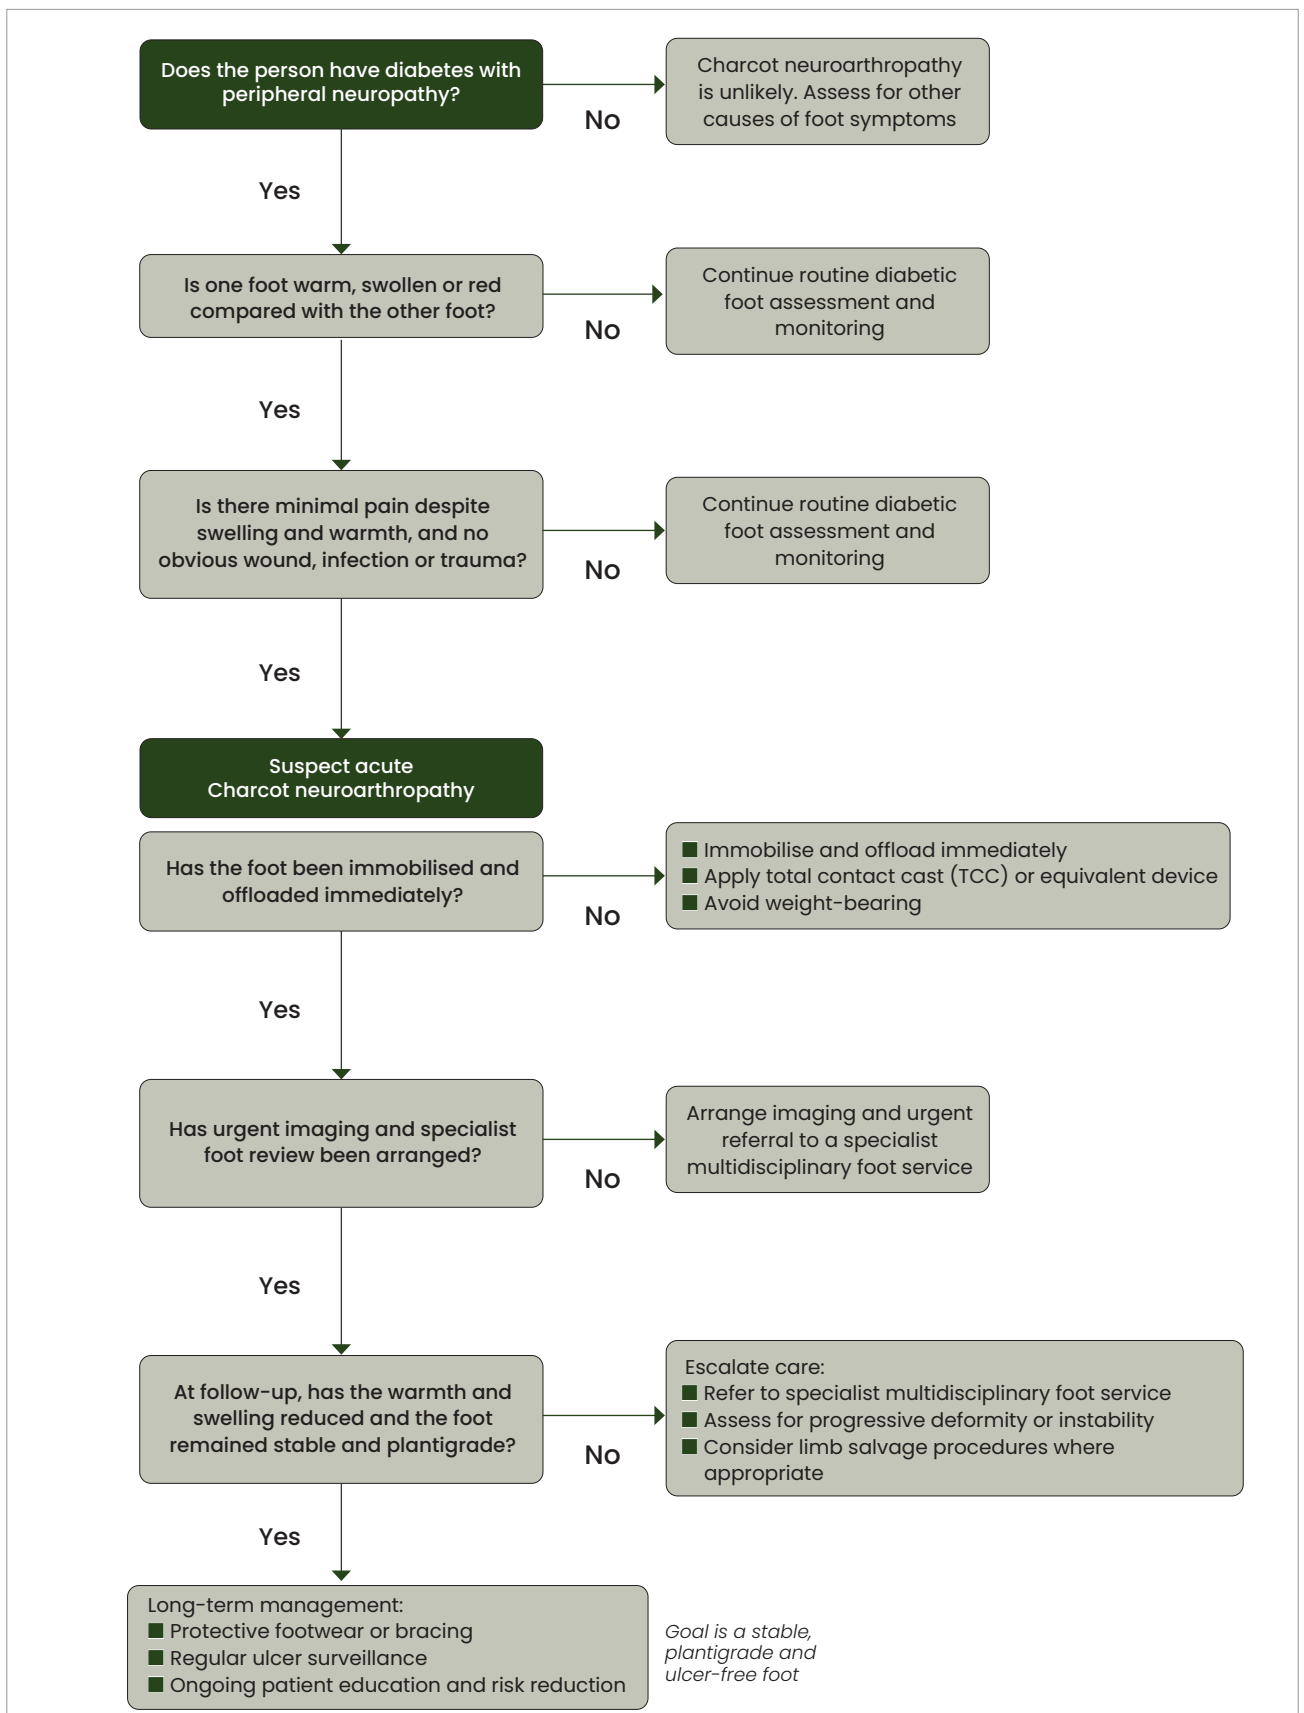 Does the person have diabetes with
peripheral neuropathy?
No
Charcot neuroarthropathy
is unlikely. Assess for other
causes of foot symptoms
Yes
Is one foot warm, swollen or red
compared with the other foot?
No
Continue routine diabetic
foot assessment and
monitoring
Yes
Is there minimal pain despite
swelling and warmth, and no
obvious wound, infection or trauma?
No
Continue routine diabetic
foot assessment and
monitoring
Yes
Suspect acute
Charcot neuroarthropathy
Has the foot been immobilised and
offloaded immediately?
No
Immobilise and offload immediately
Apply total contact cast (TCC) or equivalent device
Avoid weight-bearing
Yes
Has urgent imaging and specialist
foot review been arranged?
No
Arrange imaging and urgent
referral to a specialist
multidisciplinary foot service
Yes
At follow-up, has the warmth and
swelling reduced and the foot
remained stable and plantigrade?
No
Escalate care:
Refer to specialist multidisciplinary foot service
Assess for progressive deformity or instability
Consider limb salvage procedures where
appropriate
Yes
Long-term management:
Protective footwear or bracing
Regular ulcer surveillance
Ongoing patient education and risk reduction
Goal is a stable,
plantigrade and
ulcer-free foot